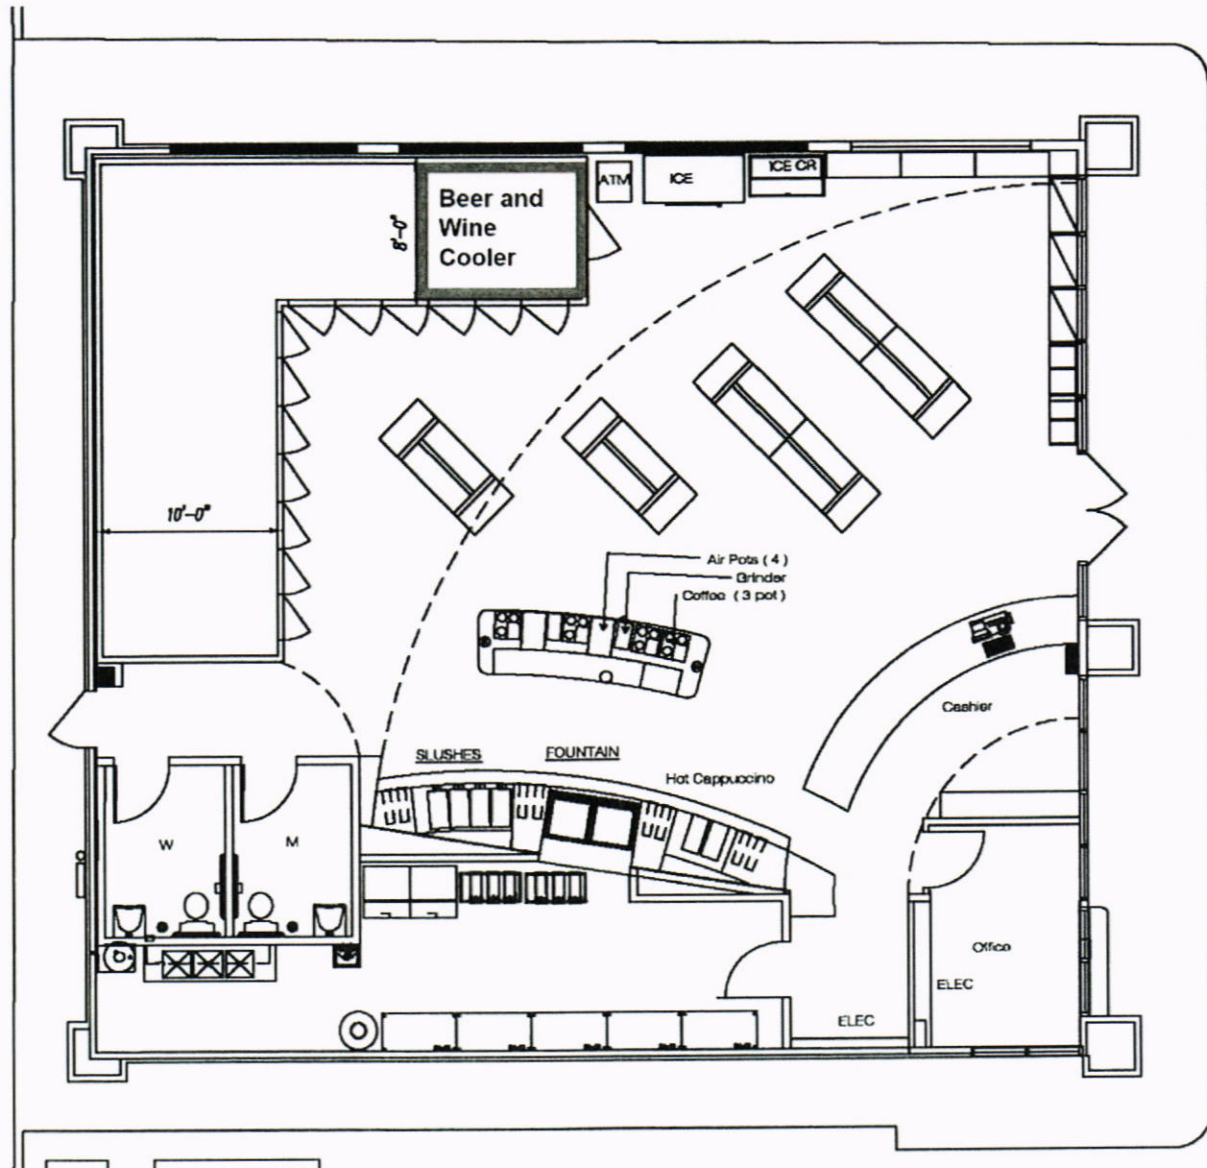 ATM
ICE
ICE CR
Beer and
Wine
Cooler
8'-0"
10'-0"
Air Pots ( 4 )
Grinder
Coffee ( 3 pot )
Cashier
SLUSHES
FOUNTAIN
Hot Cappuccino
W
M
Office
ELEC
ELEC